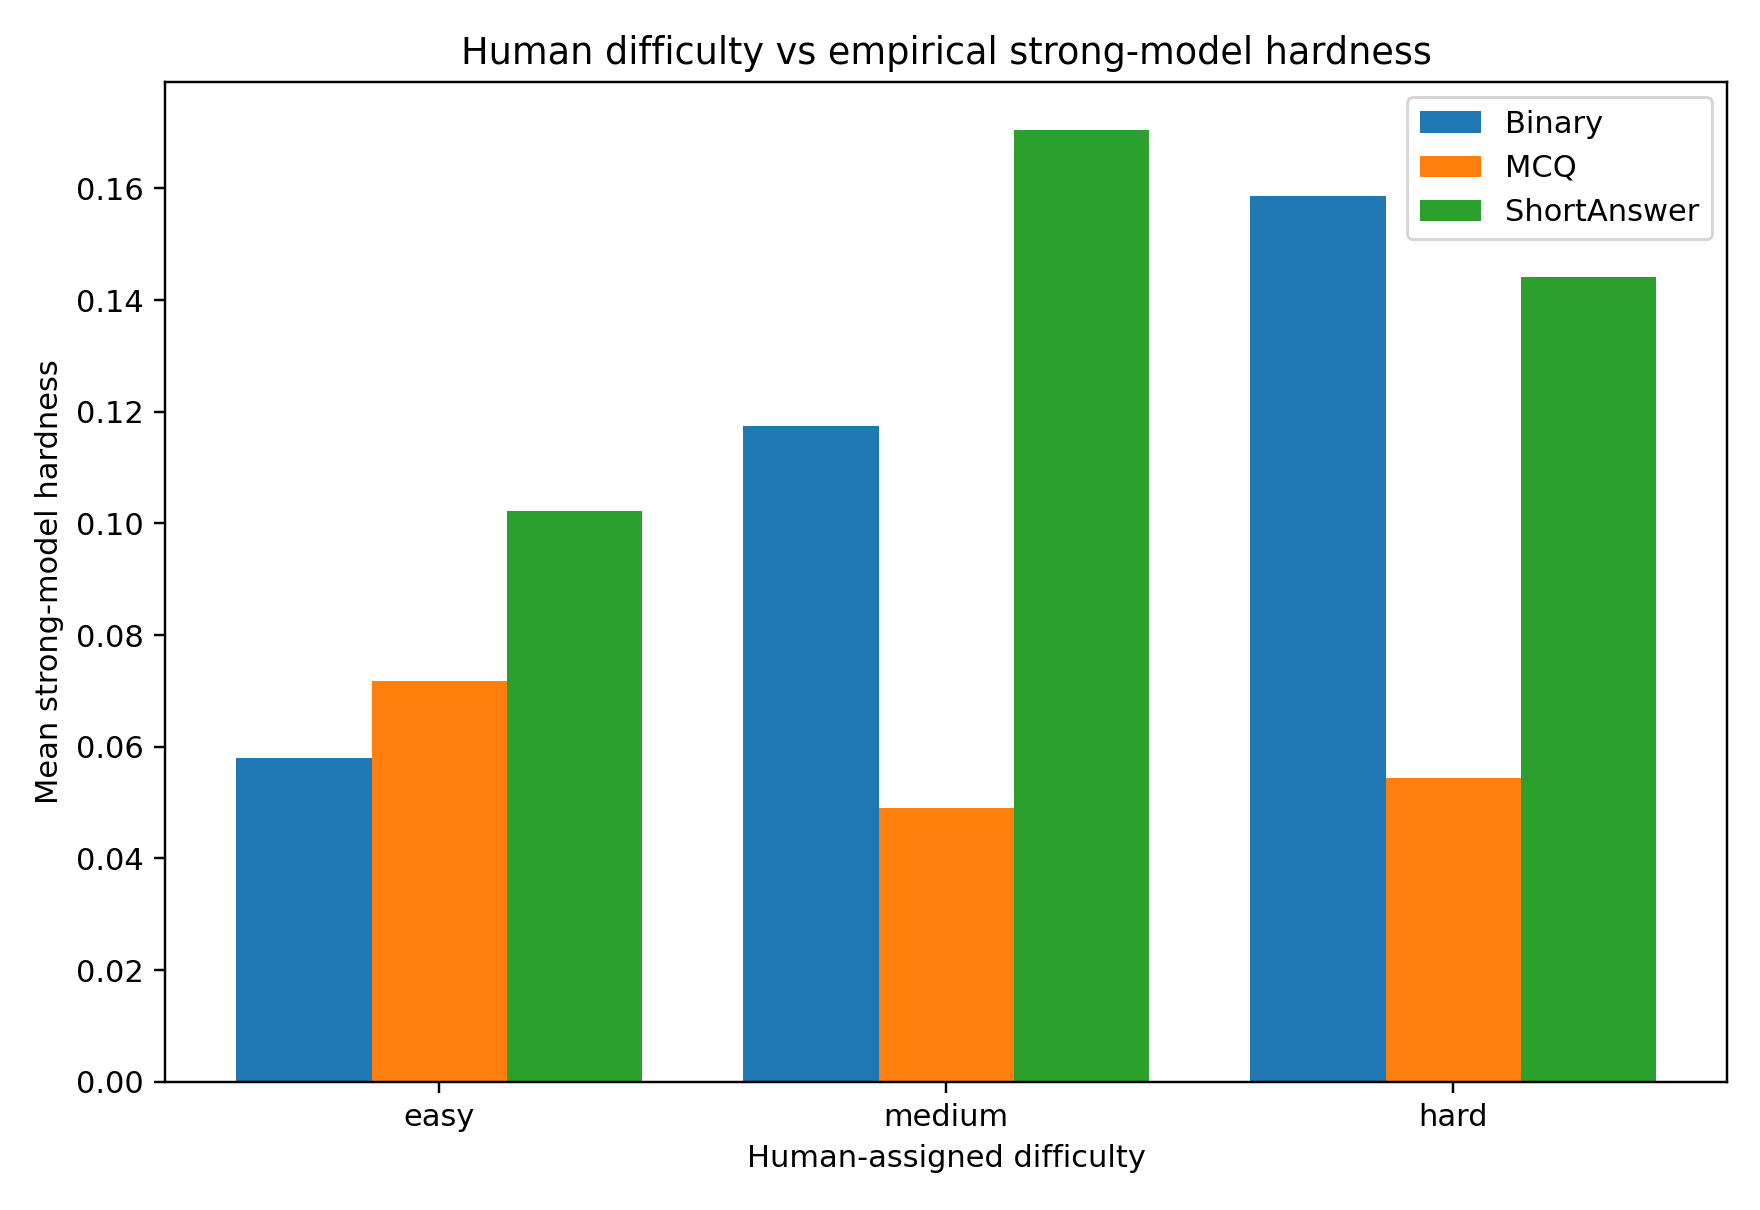 Human difficulty vs empirical strong-model hardness
Binary
MCQ
ShortAnswer
Mean strong-model hardness
0.16
0.14
0.12
0.10
0.08
0.06
0.04
0.02
0.00
easy medium hard
Human-assigned difficulty